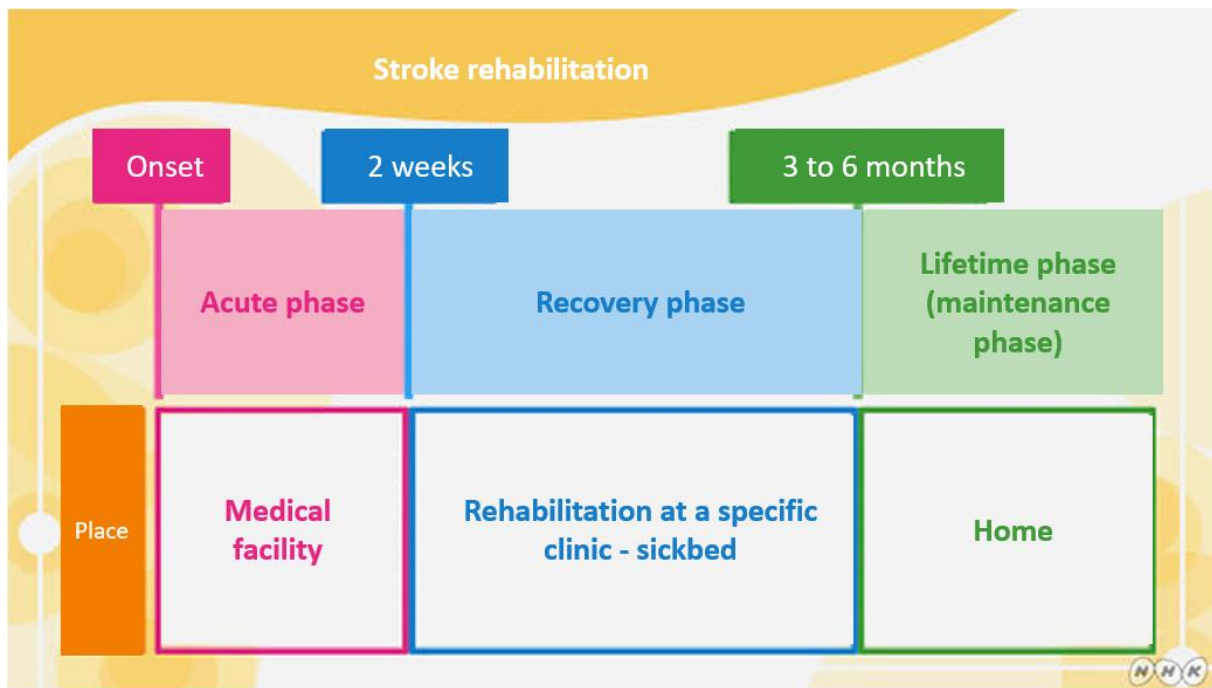 Stroke rehabilitation
Onset
2 weeks
3 to 6 months
Acute phase
Recovery phase
Lifetime phase
(maintenance
phase)
Place
Medical
facility
Rehabilitation at a specific
clinic - sickbed
Home
NHK